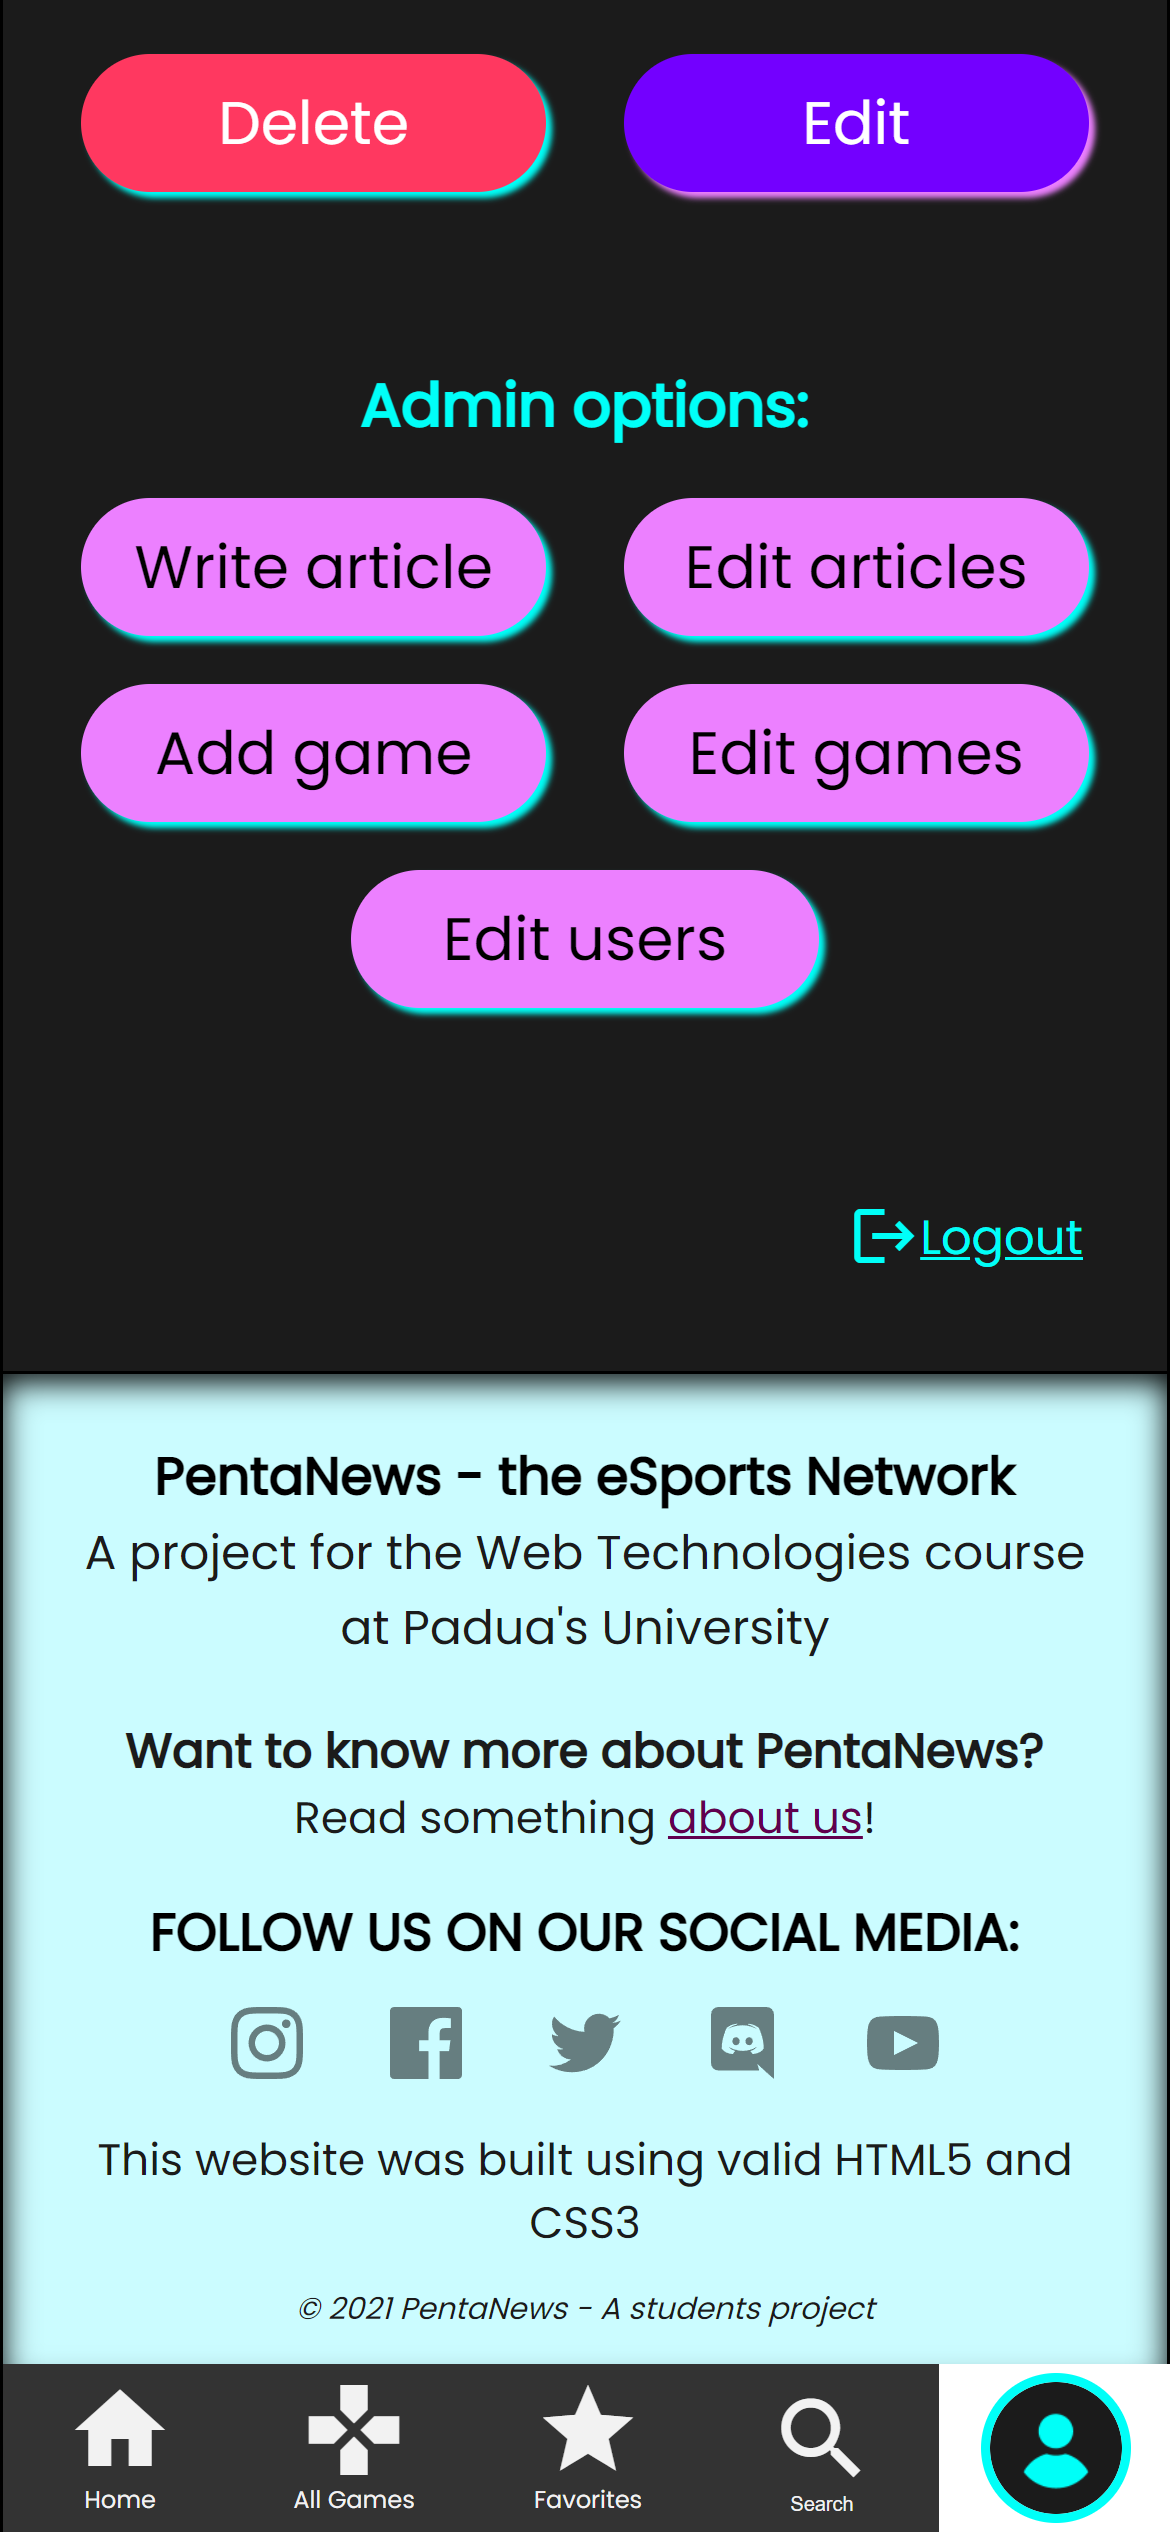 Delete Edit
Admin options:
Write article Edit articles
Add game Edit games
Edit users
Logout
PentaNews - the eSports Network
A project for the Web Technologies course
at Padua's University
Want to know more about PentaNews?
Read something about us!
FOLLOW US ON OUR SOCIAL MEDIA:
This website was built using valid HTML5 and
CSS3
© 2021 PentaNews - A students project
Home All Games Favorites Search